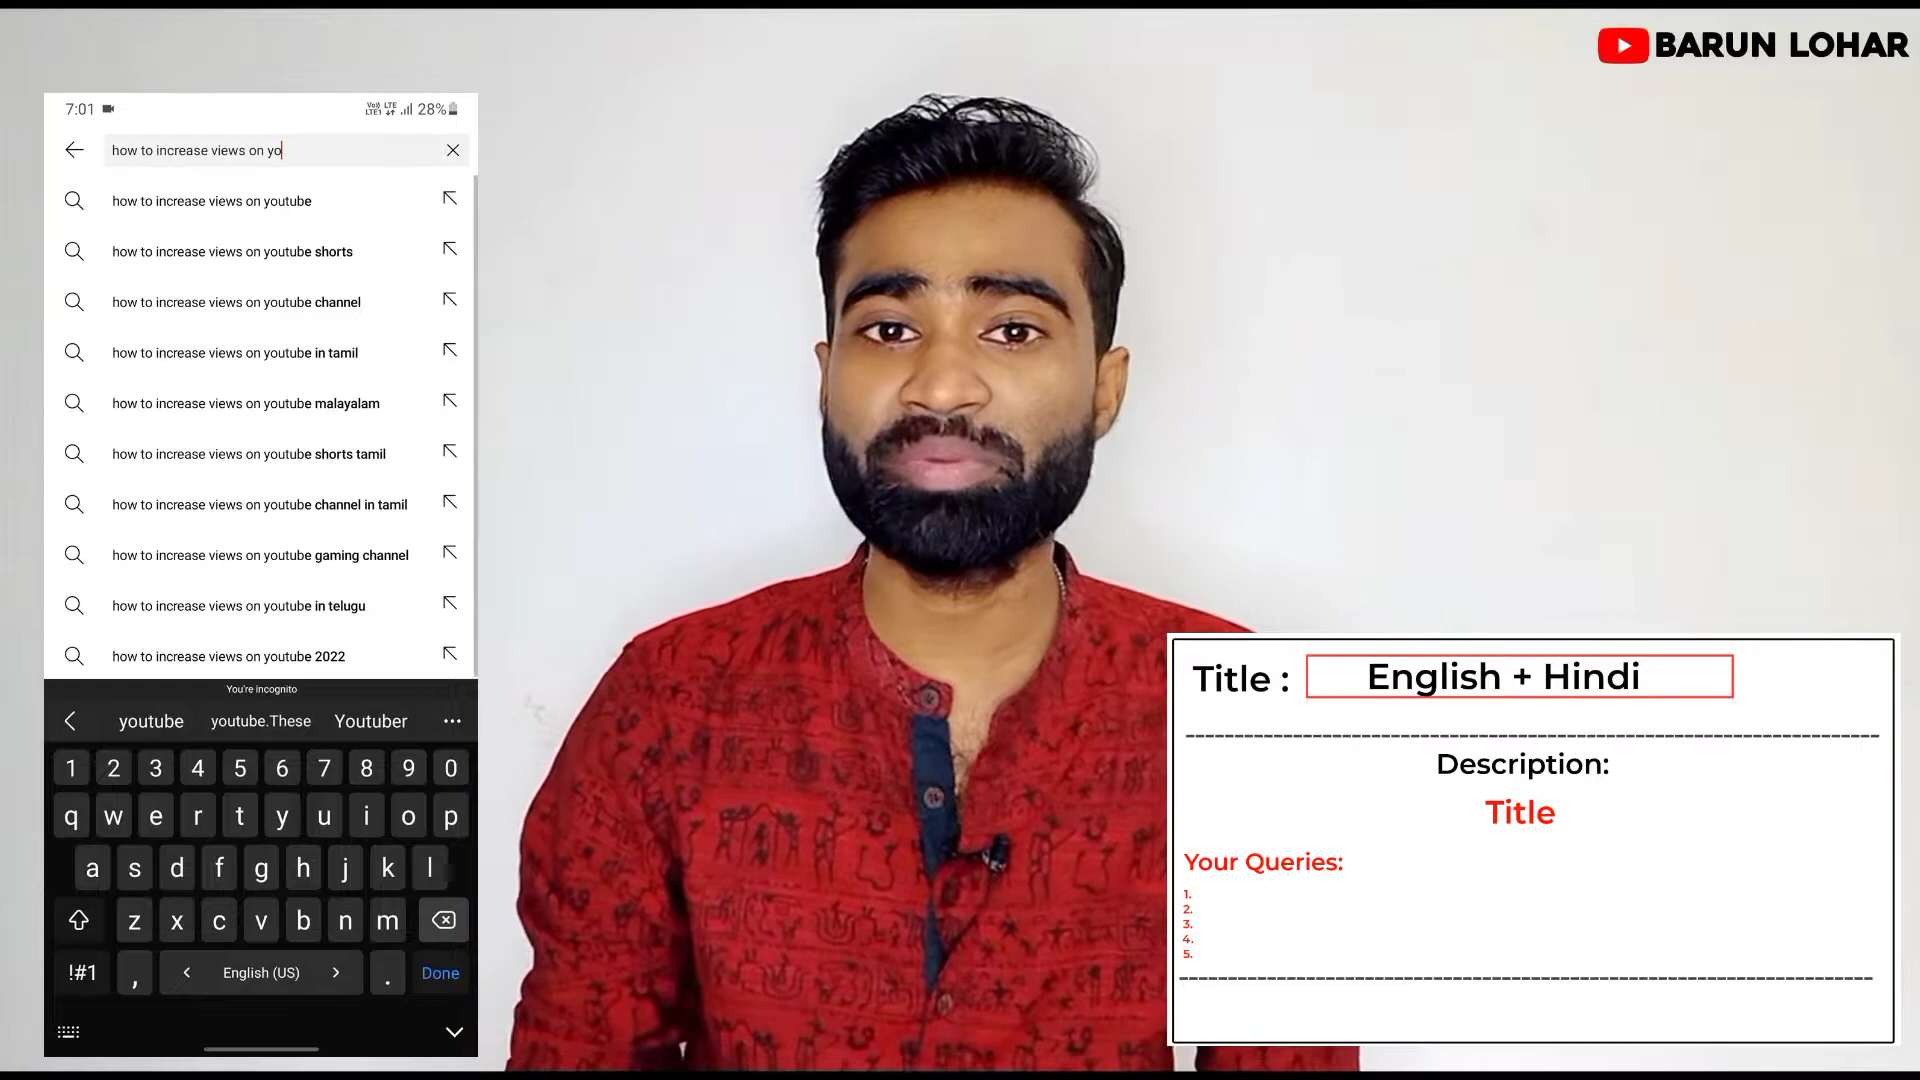 BARUN LOHAR
7:01
Vo)) LTE
LTE1
28%
how to increase views on yo
how to increase views on youtube
how to increase views on youtube shorts
how to increase views on youtube channel
how to increase views on youtube in tamil
how to increase views on youtube malayalam
how to increase views on youtube shorts tamil
how to increase views on youtube channel in tamil
how to increase views on youtube gaming channel
how to increase views on youtube in telugu
how to increase views on youtube 2022
You're incognito
youtube youtube.These Youtuber
1 2 3 4 5 6 7 8 9 0
q w e r t y u i o p
a s d f g h j k l
z x c v b n m
!#1 , < English (US) > . Done
Title : English + Hindi
Description:
Title
Your Queries:
1.
2.
3.
4.
5.